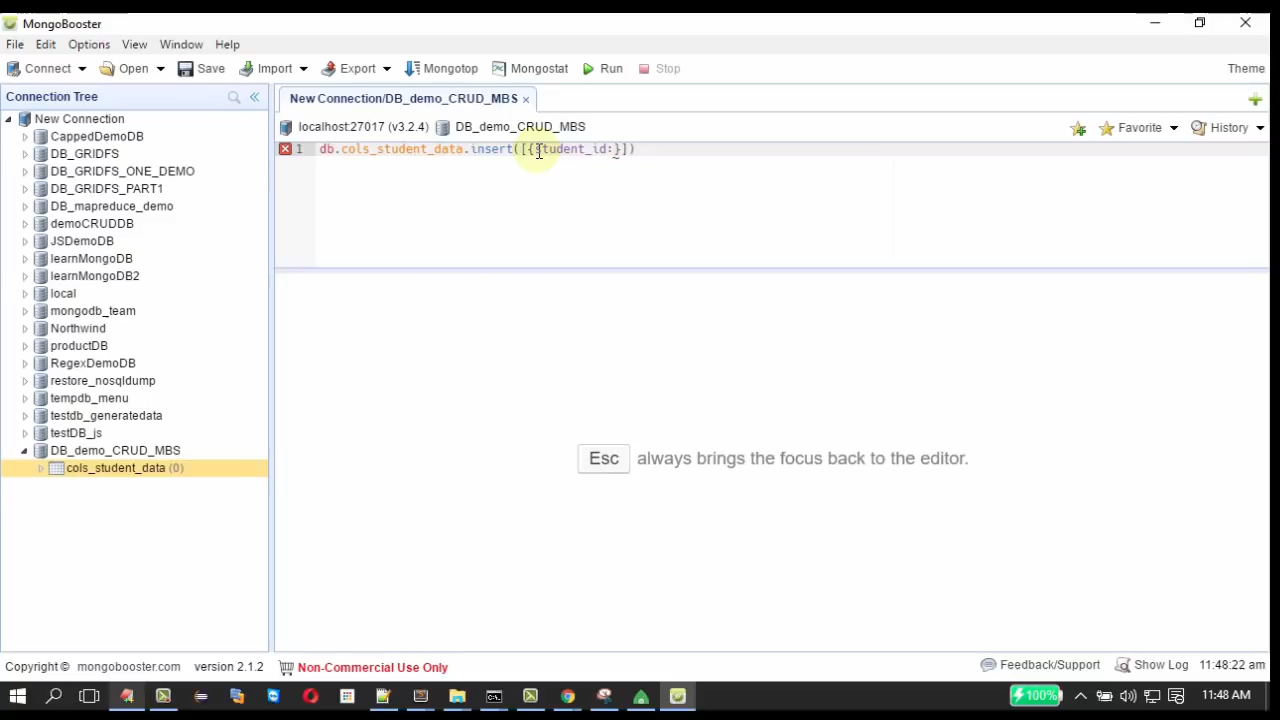 MongoBooster
File Edit Options View Window Help
Connect Open Save Import Export Mongotop Mongostat Run Stop Theme
Connection Tree
New Connection/DB_demo_CRUD_MBS x
New Connection
localhost:27017 (v3.2.4) DB_demo_CRUD_MBS Favorite History
CappedDemoDB
1 db.cols_student_data.insert([{student_id:}])
DB_GRIDFS
DB_GRIDFS_ONE_DEMO
DB_GRIDFS_PART1
DB_mapreduce_demo
demoCRUDDB
JSDemoDB
learnMongoDB
learnMongoDB2
local
mongodb_team
Northwind
productDB
RegexDemoDB
restore_nosqldump
tempdb_menu
testdb_generatedata
testDB_js
DB_demo_CRUD_MBS
cols_student_data (0)
Esc always brings the focus back to the editor.
Copyright © mongobooster.com version 2.1.2 Non-Commercial Use Only Feedback/Support Show Log 11:48:22 am
100% 11:48 AM